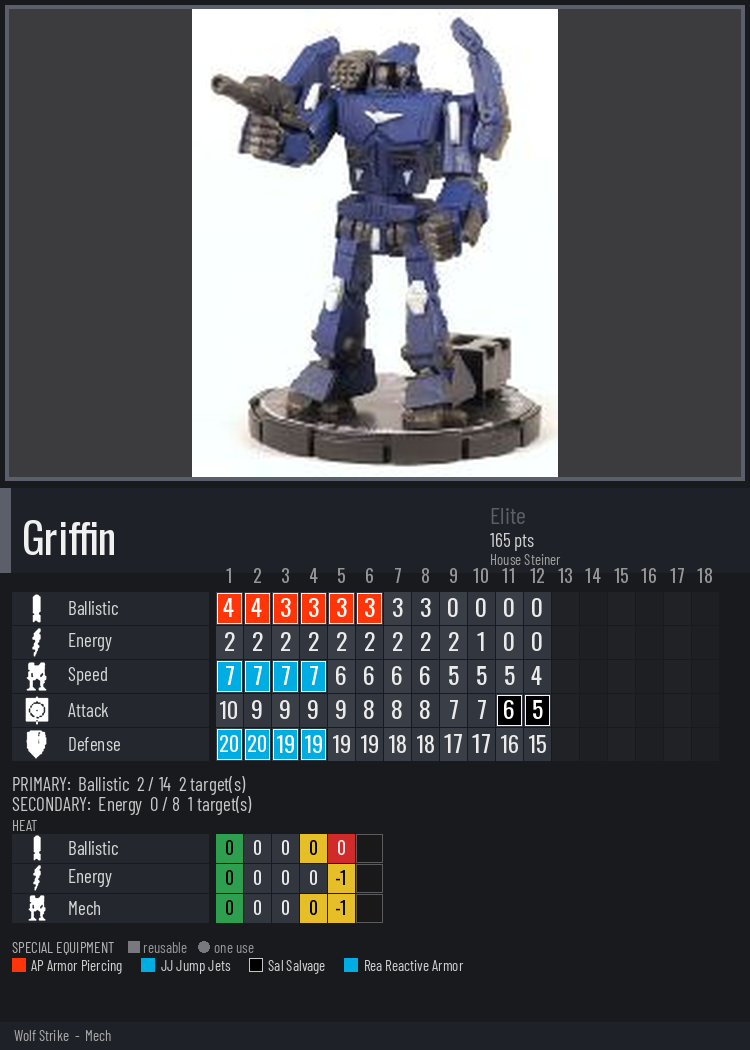 Griffin
Elite
165 pts
House Steiner
1 2 3 4 5 6 7 8 9 10 11 12 13 14 15 16 17 18
Ballistic 4 4 3 3 3 3 3 3 0 0 0 0
Energy 2 2 2 2 2 2 2 2 2 1 0 0
Speed 7 7 7 7 6 6 6 6 5 5 5 4
Attack 10 9 9 9 9 8 8 8 7 7 6 5
Defense 20 20 19 19 19 19 18 18 17 17 16 15
PRIMARY: Ballistic 2 / 14 2 target(s)
SECONDARY: Energy 0 / 8 1 target(s)
HEAT
Ballistic 0 0 0 0 0
Energy 0 0 0 0 -1
Mech 0 0 0 0 -1
SPECIAL EQUIPMENT reusable one use
AP Armor Piercing JJ Jump Jets Sal Salvage Rea Reactive Armor
Wolf Strike - Mech